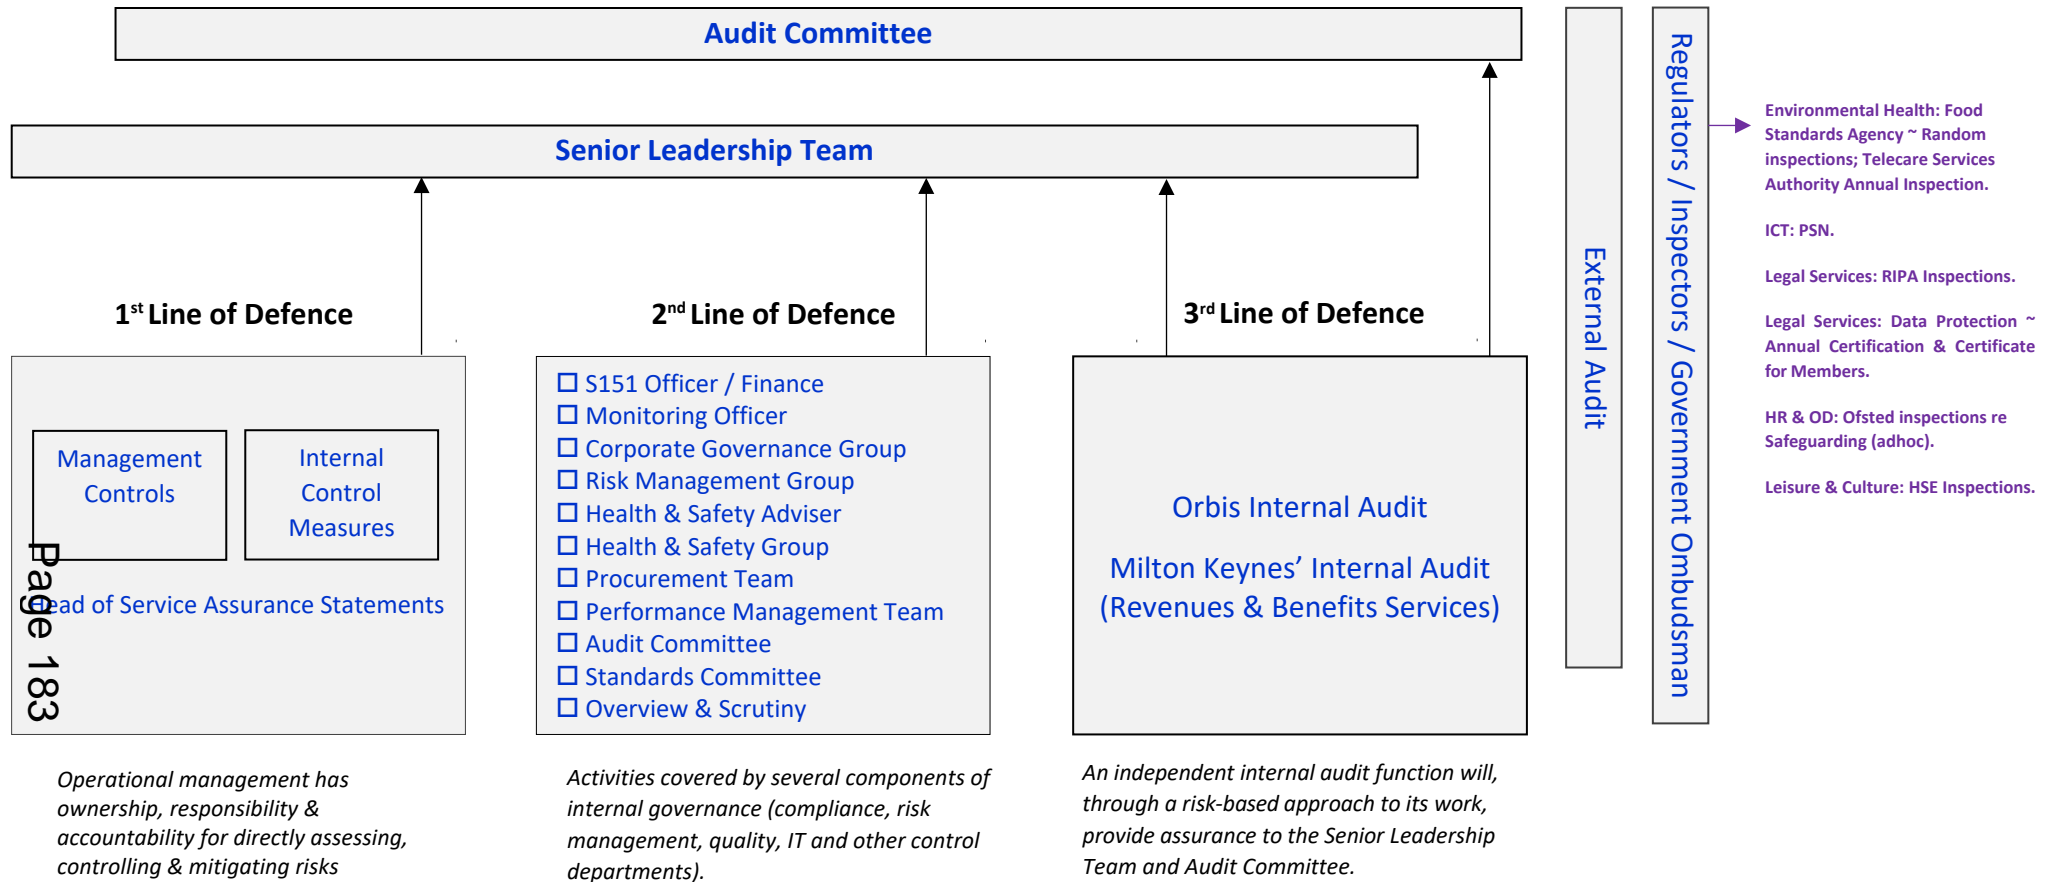 Audit Committee
Senior Leadership Team
1st Line of Defence
Management
Controls
Internal
Control
Measures
Head of Service Assurance Statements
Page 183
Operational management has
ownership, responsibility &
accountability for directly assessing,
controlling & mitigating risks
2nd Line of Defence
☐ S151 Officer / Finance
☐ Monitoring Officer
☐ Corporate Governance Group
☐ Risk Management Group
☐ Health & Safety Adviser
☐ Health & Safety Group
☐ Procurement Team
☐ Performance Management Team
☐ Audit Committee
☐ Standards Committee
☐ Overview & Scrutiny
Activities covered by several components of
internal governance (compliance, risk
management, quality, IT and other control
departments).
3rd Line of Defence
Orbis Internal Audit
Milton Keynes’ Internal Audit
(Revenues & Benefits Services)
An independent internal audit function will,
through a risk-based approach to its work,
provide assurance to the Senior Leadership
Team and Audit Committee.
External Audit
Regulators / Inspectors / Government Ombudsman
Environmental Health: Food
Standards Agency ~ Random
inspections; Telecare Services
Authority Annual Inspection.
ICT: PSN.
Legal Services: RIPA Inspections.
Legal Services: Data Protection ~
Annual Certification & Certificate
for Members.
HR & OD: Ofsted inspections re
Safeguarding (adhoc).
Leisure & Culture: HSE Inspections.